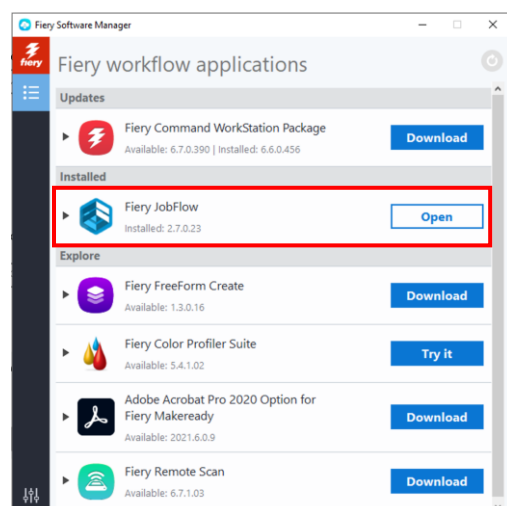 Fiery Software Manager
fiery
Fiery workflow applications
Updates
Fiery Command WorkStation Package
Available: 6.7.0.390 | Installed: 6.6.0.456
Download
Installed
Fiery JobFlow
Installed: 2.7.0.23
Open
Explore
Fiery FreeForm Create
Available: 1.3.0.16
Download
Fiery Color Profiler Suite
Available: 5.4.1.02
Try it
Adobe Acrobat Pro 2020 Option for
Fiery Makeready
Available: 2021.6.0.9
Download
Fiery Remote Scan
Available: 6.7.1.03
Download